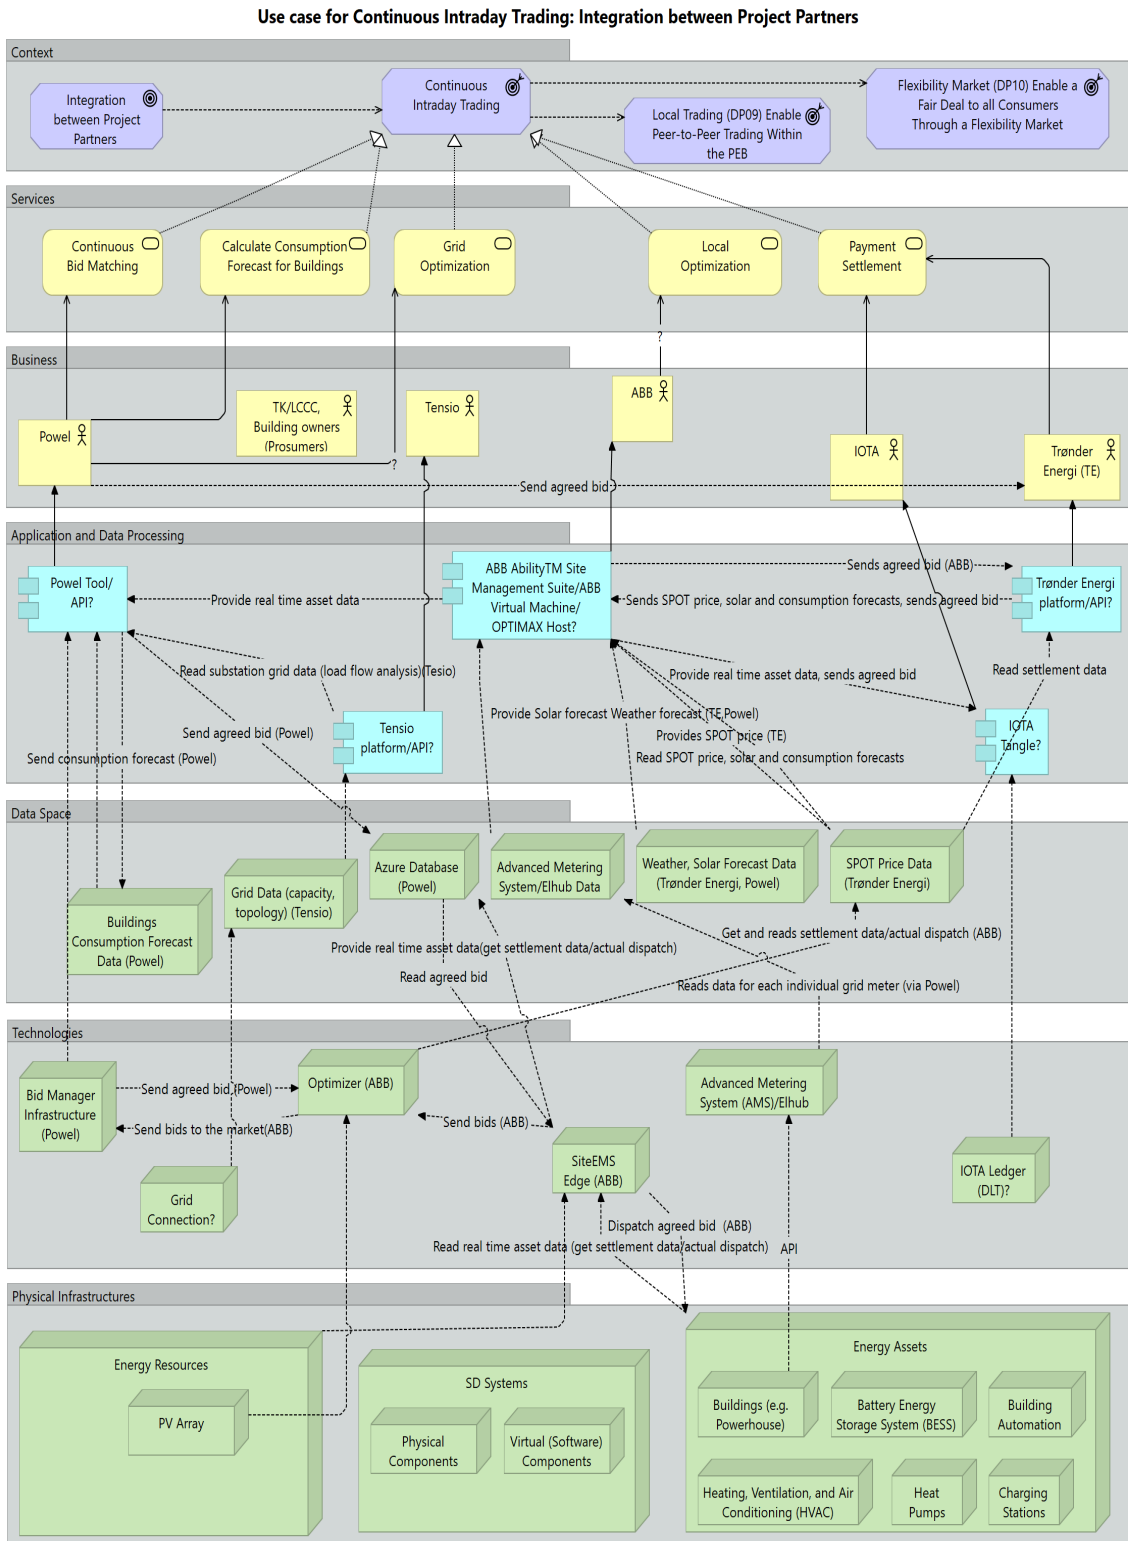 Use case for Continuous Intraday Trading: Integration between Project Partners
Context
Integration
between Project
Partners
Continuous
Intraday Trading
Local Trading (DP09) Enable
Peer-to-Peer Trading Within
the PEB
Flexibility Market (DP10) Enable a
Fair Deal to all Consumers
Through a Flexibility Market
Services
Continuous
Bid Matching
Calculate Consumption
Forecast for Buildings
Grid
Optimization
Local
Optimization
Payment
Settlement
Business
?
Powel
TK/LCCC,
Building owners
(Prosumers)
Tensio
ABB
IOTA
Trønder
Energi (TE)
?
Send agreed bid
Application and Data Processing
Powel Tool/
API?
ABB AbilityTM Site
Management Suite/ABB
Virtual Machine/
OPTIMAX Host?
Trønder Energi
platform/API?
Sends agreed bid (ABB)
Provide real time asset data
Sends SPOT price, solar and consumption forecasts, sends agreed bid
Read substation grid data (load flow analysis)(Tesio)
Provide real time asset data, sends agreed bid
Read settlement data
Provide Solar forecast Weather forecast (TE,Powel)
Send agreed bid (Powel)
Tensio
platform/API?
Provides SPOT price (TE)
IOTA
Tangle?
Send consumption forecast (Powel)
Read SPOT price, solar and consumption forecasts
Data Space
Buildings
Consumption Forecast
Data (Powel)
Grid Data (capacity,
topology) (Tensio)
Azure Database
(Powel)
Advanced Metering
System/Elhub Data
Weather, Solar Forecast Data
(Trønder Energi, Powel)
SPOT Price Data
(Trønder Energi)
Get and reads settlement data/actual dispatch (ABB)
Provide real time asset data(get settlement data/actual dispatch)
Read agreed bid
Reads data for each individual grid meter (via Powel)
Technologies
Bid Manager
Infrastructure
(Powel)
Send agreed bid (Powel)
Optimizer (ABB)
Send bids to the market(ABB)
Send bids (ABB)
Advanced Metering
System (AMS)/Elhub
Grid
Connection?
SiteEMS
Edge (ABB)
IOTA Ledger
(DLT)?
Dispatch agreed bid (ABB)
Read real time asset data (get settlement data/actual dispatch)
API
Physical Infrastructures
Energy Resources
PV Array
SD Systems
Physical
Components
Virtual (Software)
Components
Energy Assets
Buildings (e.g.
Powerhouse)
Battery Energy
Storage System (BESS)
Building
Automation
Heating, Ventilation, and Air
Conditioning (HVAC)
Heat
Pumps
Charging
Stations